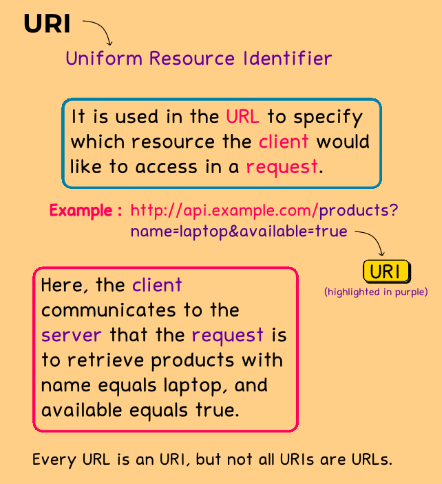 URI
Uniform Resource Identifier
It is used in the URL to specify
which resource the client would
like to access in a request.
Example : http://api.example.com/products?
name=laptop&available=true
URI
(highlighted in purple)
Here, the client
communicates to the
server that the request is
to retrieve products with
name equals laptop, and
available equals true.
Every URL is an URI, but not all URIs are URLs.